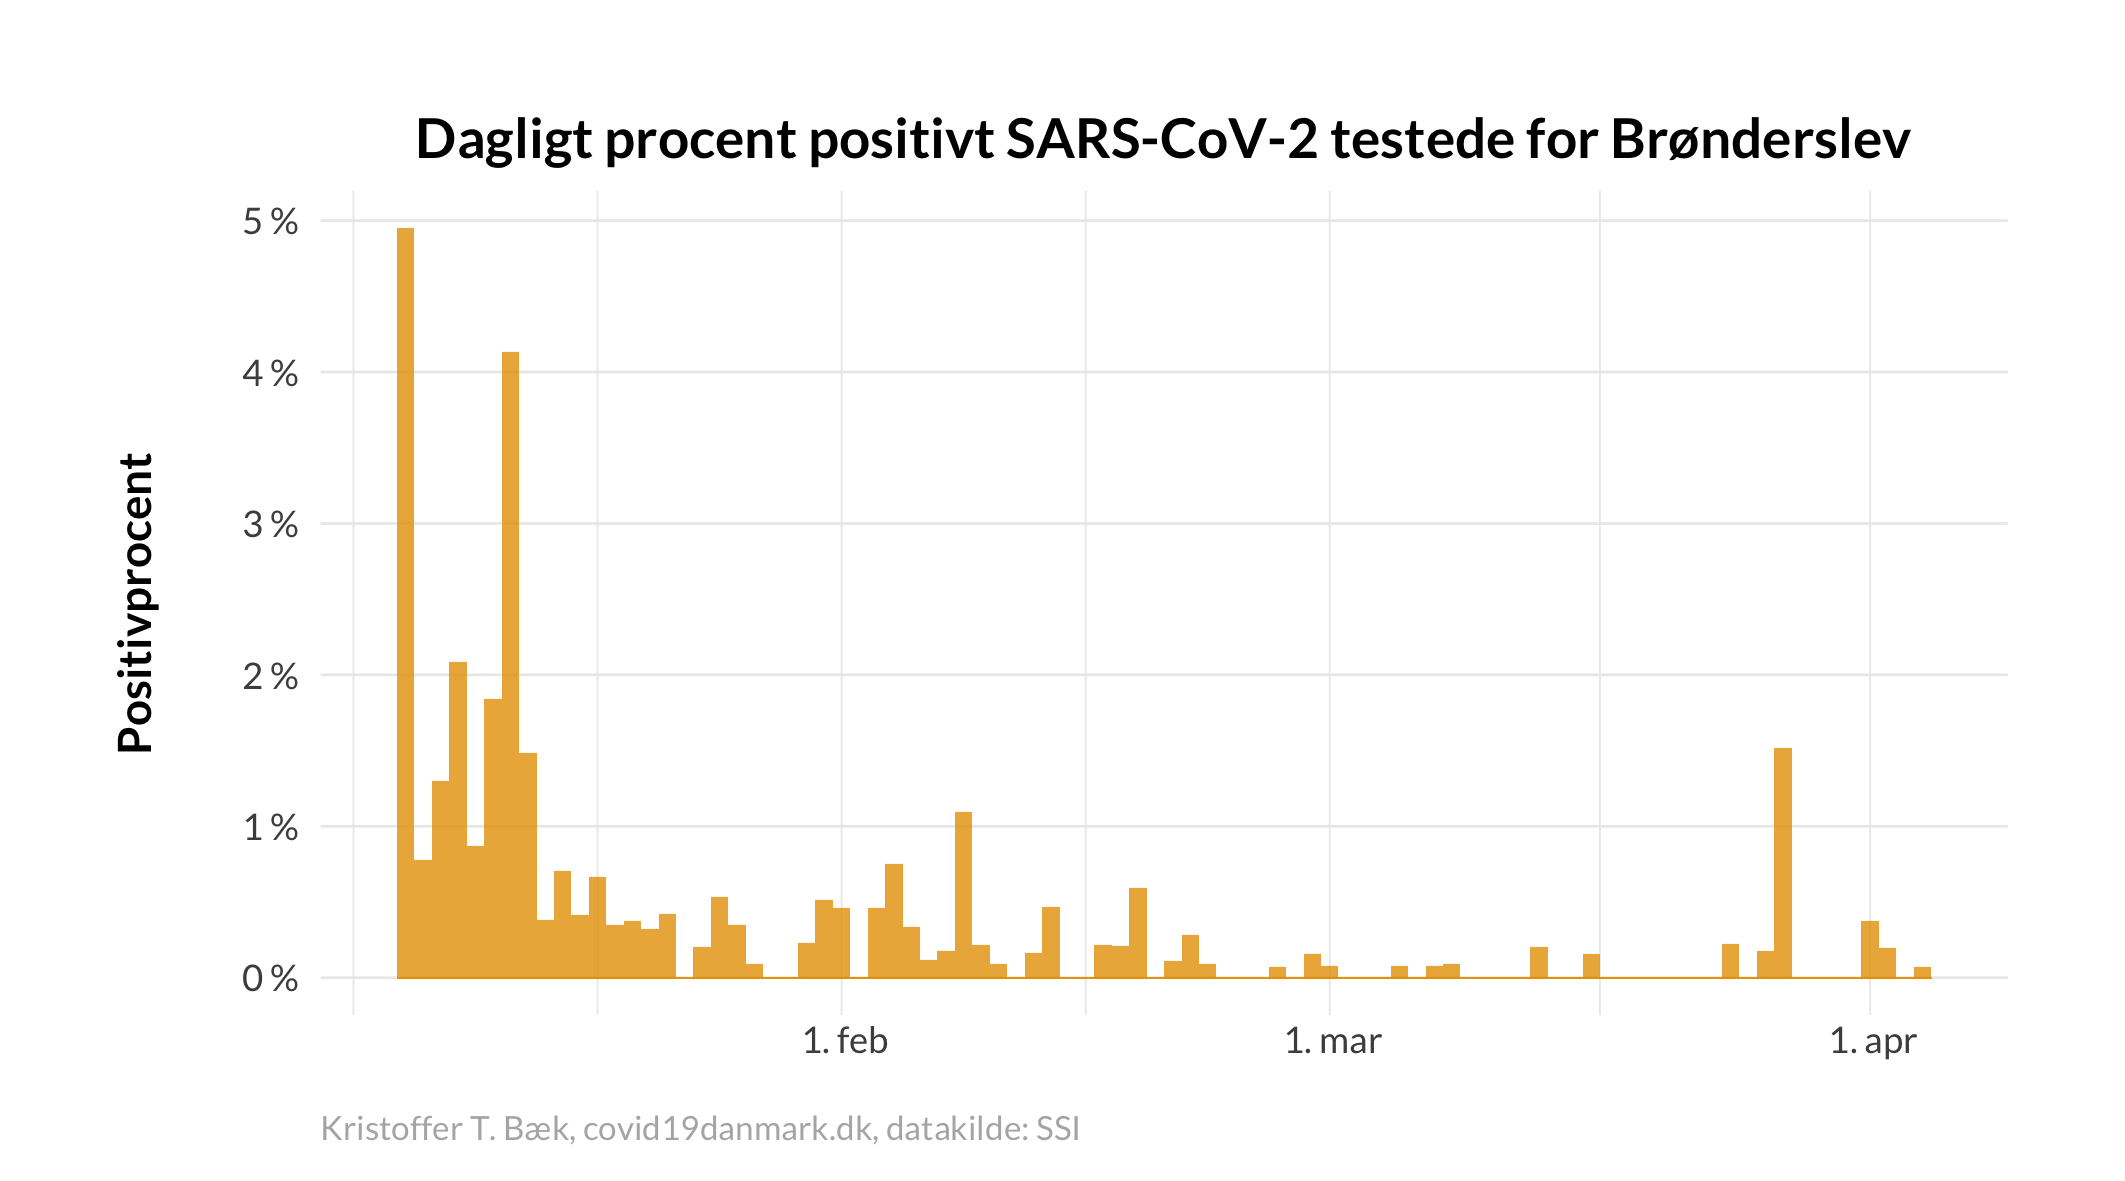 Dagligt procent positivt SARS-CoV-2 testede for Brønderslev
Positivprocent
5 %
4 %
3 %
2 %
1 %
0 %
1. feb
1. mar
1. apr
Kristoffer T. Bæk, covid19danmark.dk, datakilde: SSI